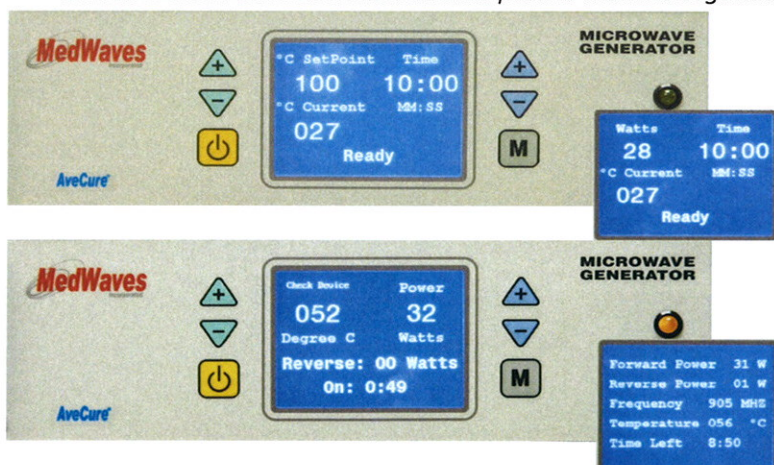 MedWaves
Incorporated
AveCure
°C SetPoint Time
100 10:00
°C Current MM:SS
027
Ready
M
MICROWAVE
GENERATOR
Watts Time
28 10:00
°C Current MM:SS
027
Ready
MedWaves
Incorporated
AveCure
Check Device Power
052 32
Degree C Watts
Reverse: 00 Watts
On: 0:49
M
MICROWAVE
GENERATOR
Forward Power 31 W
Reverse Power 01 W
Frequency 905 MHZ
Temperature 056 °C
Time Left 8:50